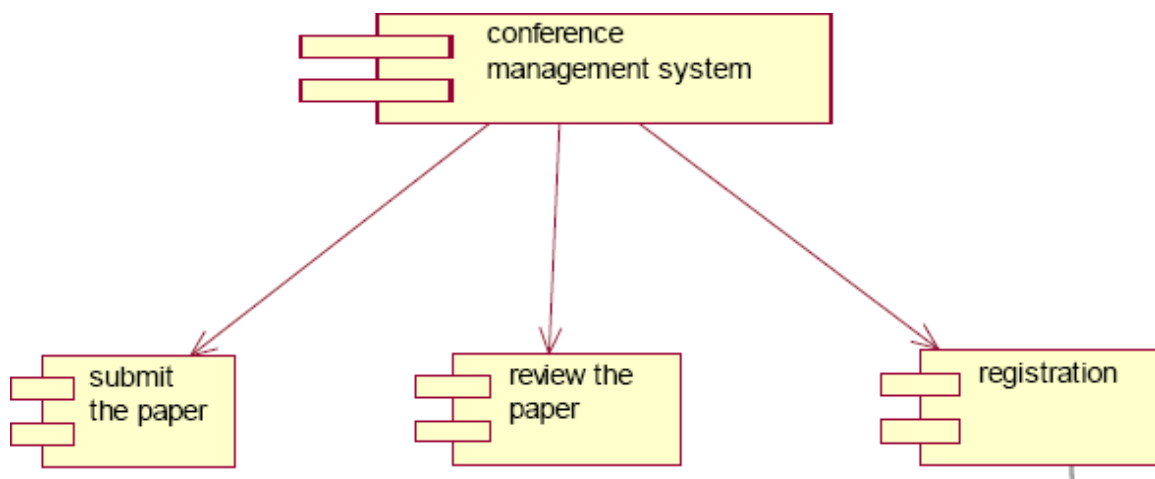 conference
management system
submit
the paper
review the
paper
registration